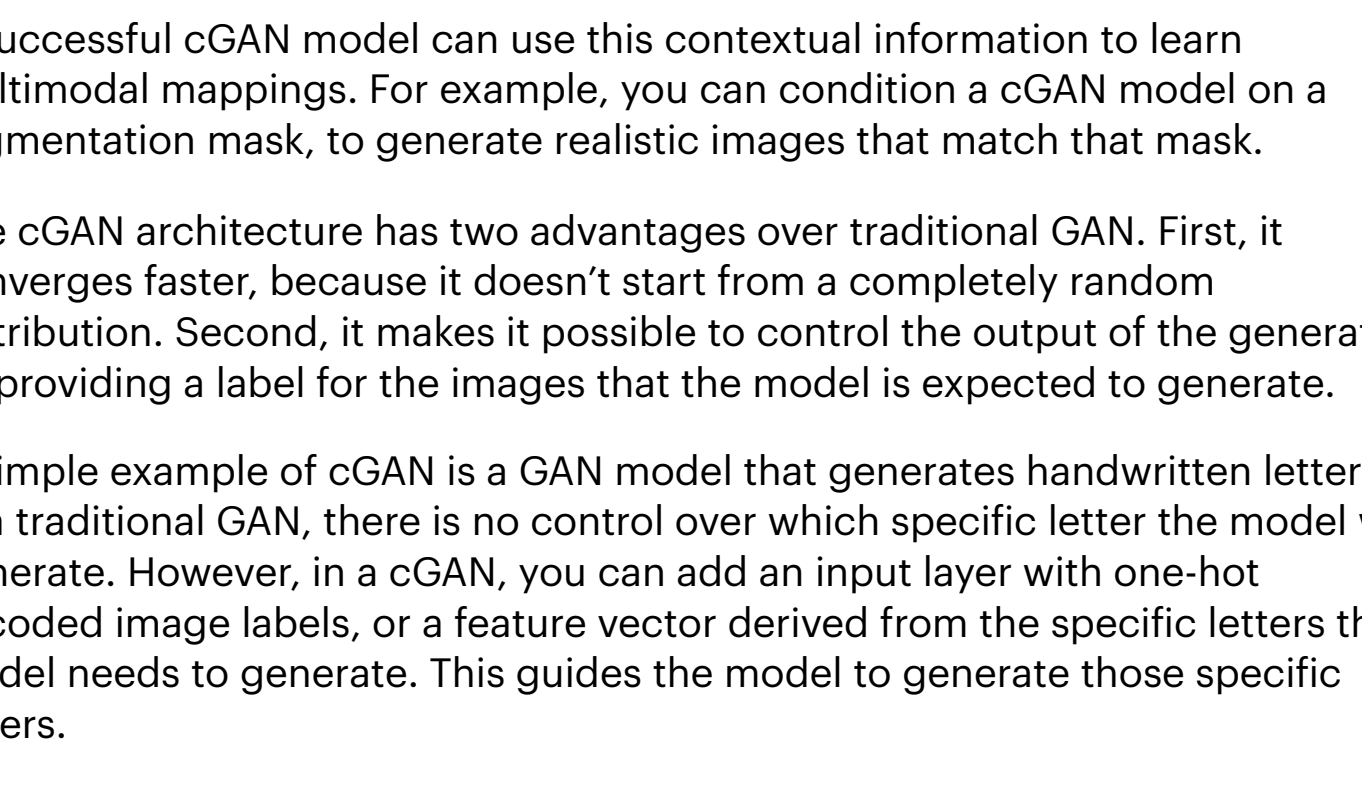 uccessful cGAN model can use this contextual information to learn
ltimodal mappings. For example, you can condition a cGAN model on a
gmentation mask, to generate realistic images that match that mask.
e cGAN architecture has two advantages over traditional GAN. First, it
nverges faster, because it doesn’t start from a completely random
tribution. Second, it makes it possible to control the output of the generat
providing a label for the images that the model is expected to generate.
imple example of cGAN is a GAN model that generates handwritten letter
traditional GAN, there is no control over which specific letter the model
nerate. However, in a cGAN, you can add an input layer with one-hot
coded image labels, or a feature vector derived from the specific letters th
del needs to generate. This guides the model to generate those specific
ers.